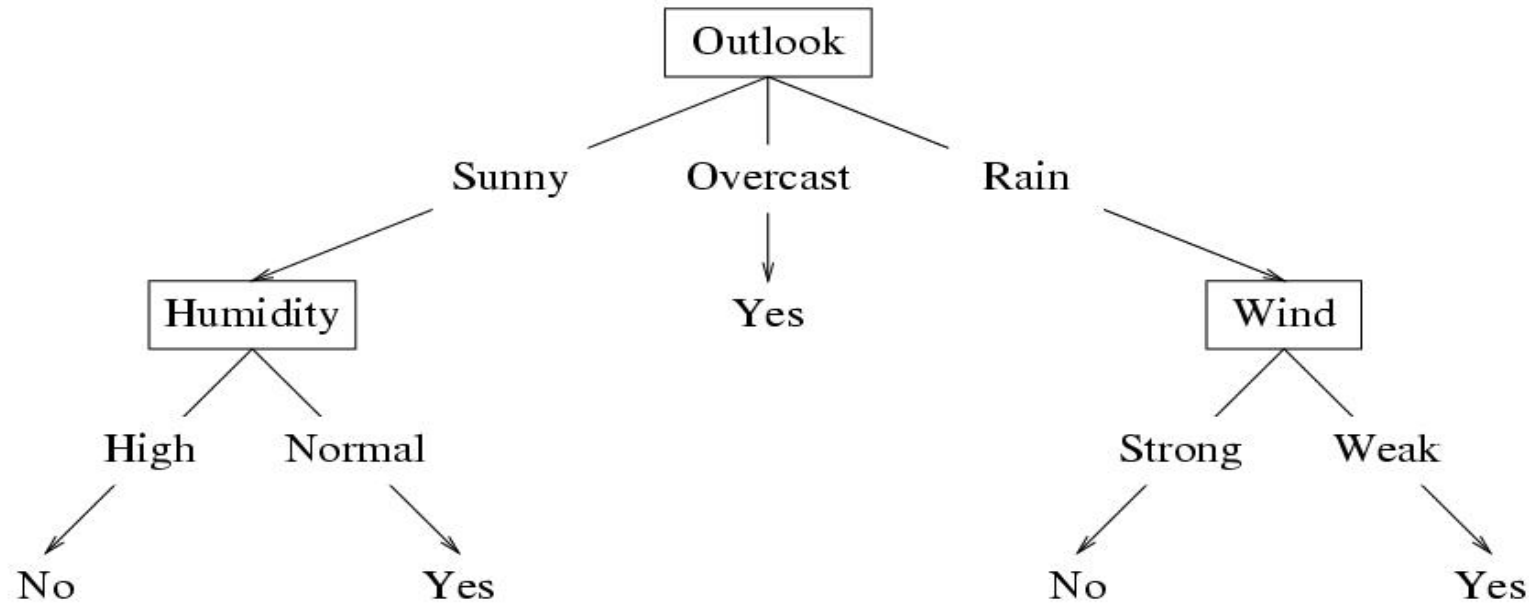 Outlook
Sunny Overcast Rain
Humidity Yes Wind
High Normal Strong Weak
No Yes No Yes